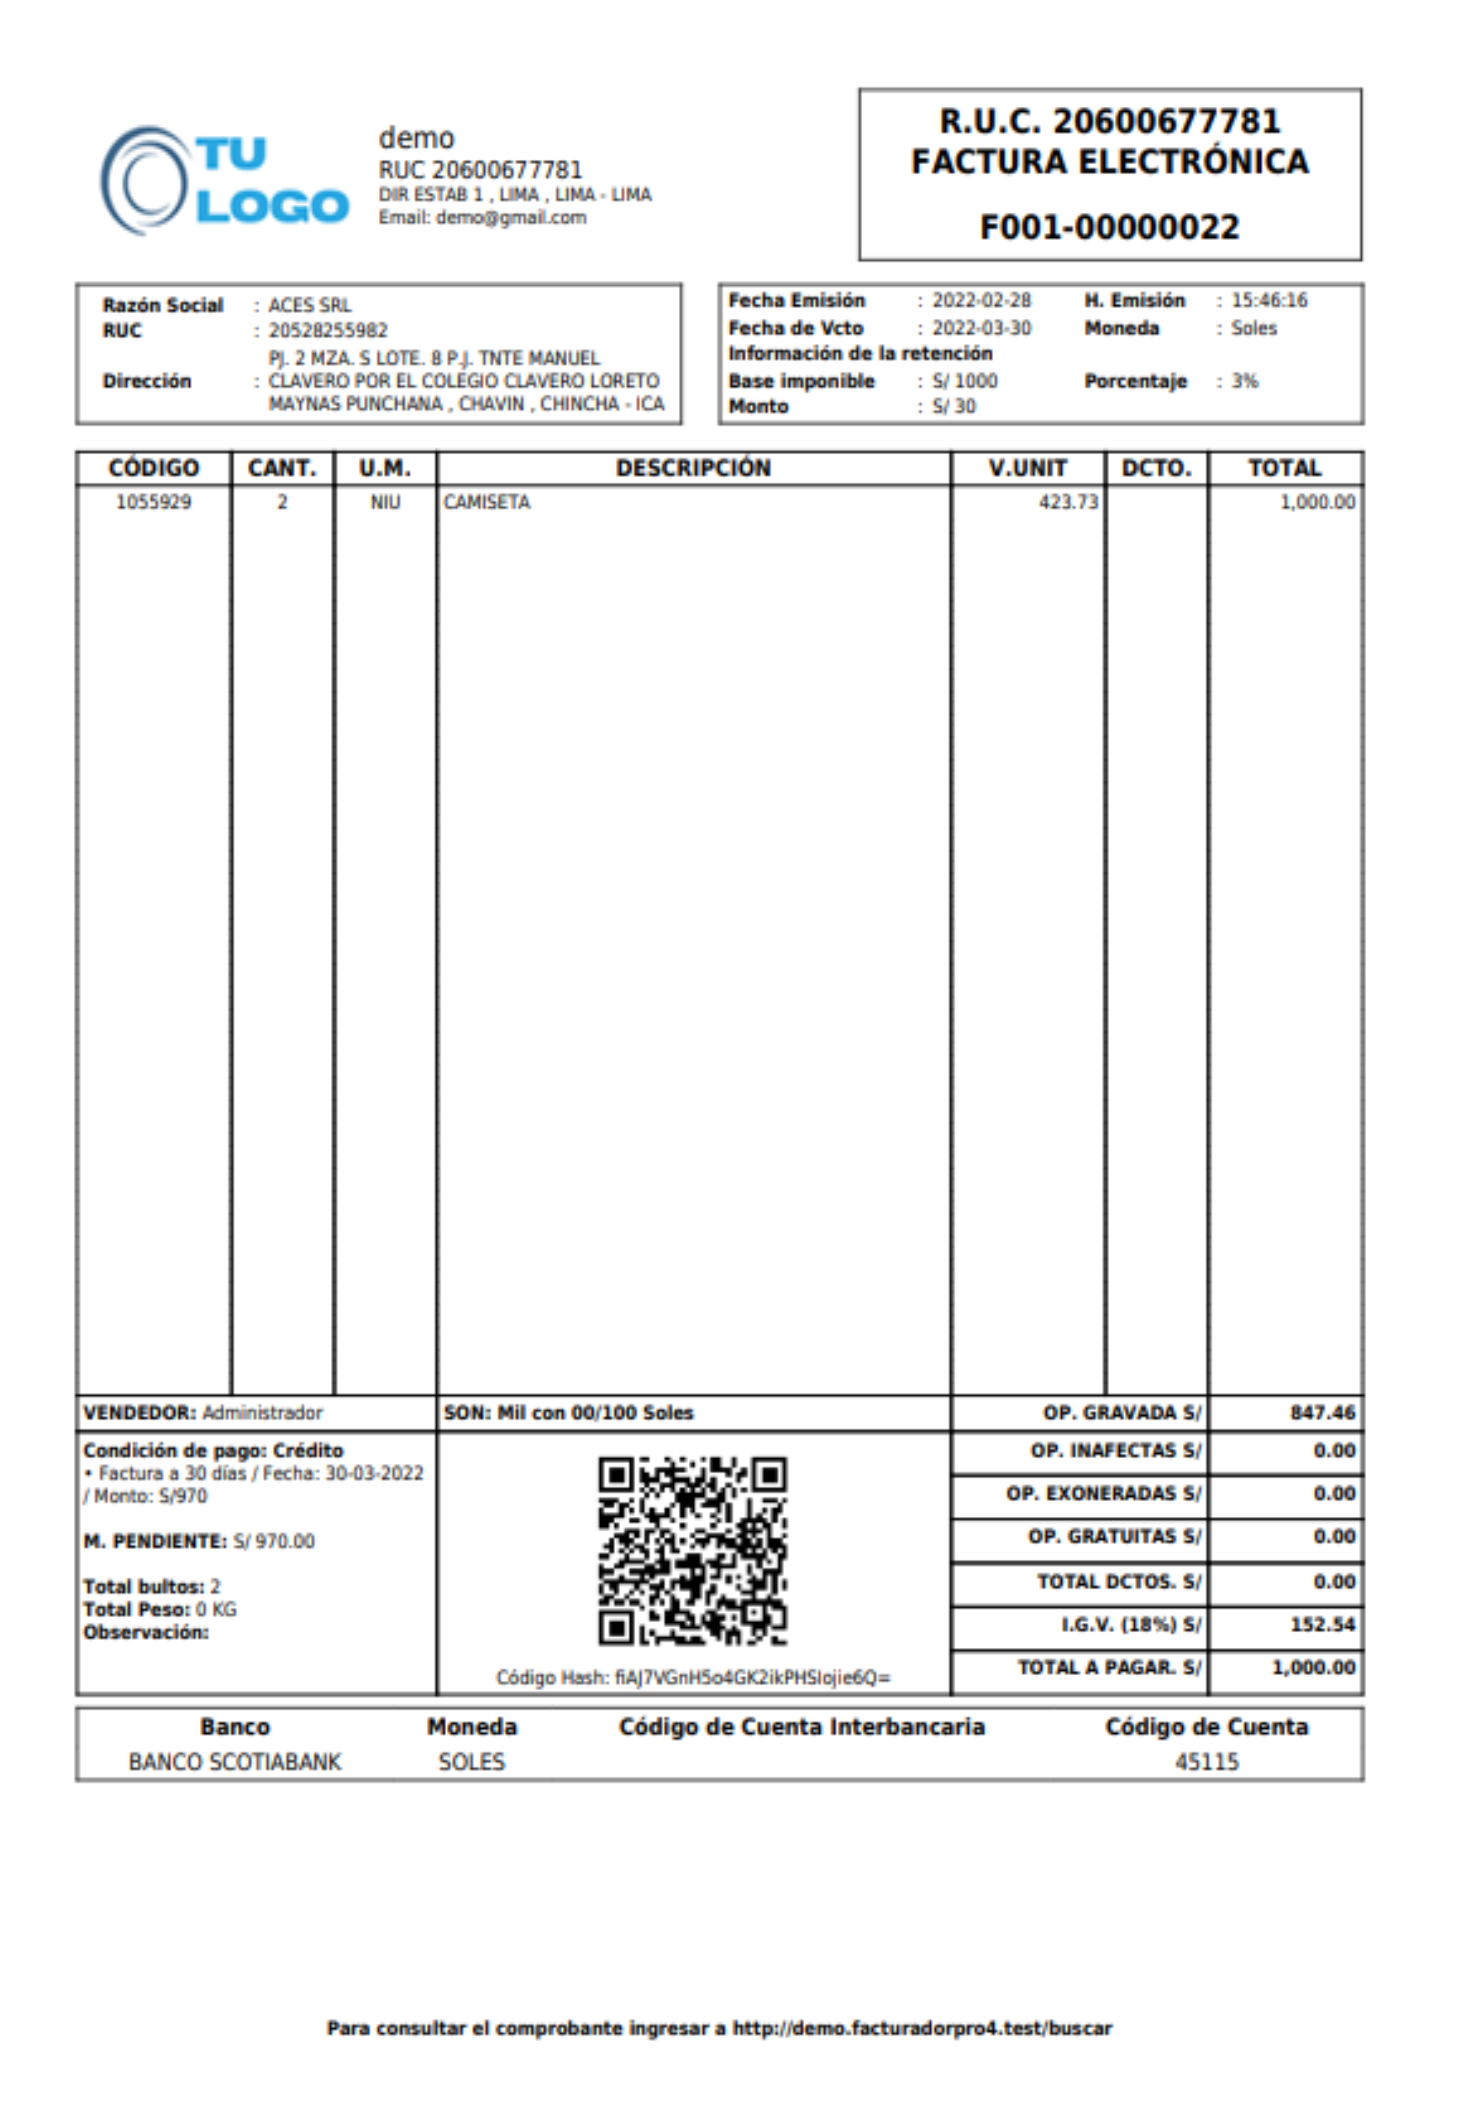 TU
LOGO
demo
RUC 20600677781
DIR ESTAB 1 , LIMA , LIMA - LIMA
Email: demo@gmail.com
R.U.C. 20600677781
FACTURA ELECTRÓNICA
F001-00000022
Razón Social : ACES SRL
RUC : 20528255982
Dirección : PJ. 2 MZA. S LOTE. 8 P.J. TNTE MANUEL
CLAVERO POR EL COLEGIO CLAVERO LORETO
MAYNAS PUNCHANA , CHAVIN , CHINCHA - ICA
Fecha Emisión : 2022-02-28 H. Emisión : 15:46:16
Fecha de Vcto : 2022-03-30 Moneda : Soles
Información de la retención
Base imponible : S/ 1000 Porcentaje : 3%
Monto : S/ 30
CÓDIGO CANT. U.M. DESCRIPCIÓN V.UNIT DCTO. TOTAL
1055929 2 NIU CAMISETA 423.73 1,000.00
VENDEDOR: Administrador
SON: Mil con 00/100 Soles
OP. GRAVADA S/ 847.46
Condición de pago: Crédito
• Factura a 30 días / Fecha: 30-03-2022
/ Monto: S/970
M. PENDIENTE: S/ 970.00
Total bultos: 2
Total Peso: 0 KG
Observación:
Código Hash: fiAJ7VGnH5o4GK2ikPHSIojie6Q=
OP. INAFECTAS S/ 0.00
OP. EXONERADAS S/ 0.00
OP. GRATUITAS S/ 0.00
TOTAL DCTOS. S/ 0.00
I.G.V. (18%) S/ 152.54
TOTAL A PAGAR. S/ 1,000.00
Banco Moneda Código de Cuenta Interbancaria Código de Cuenta
BANCO SCOTIABANK SOLES 45115
Para consultar el comprobante ingresar a http://demo.facturadorpro4.test/buscar